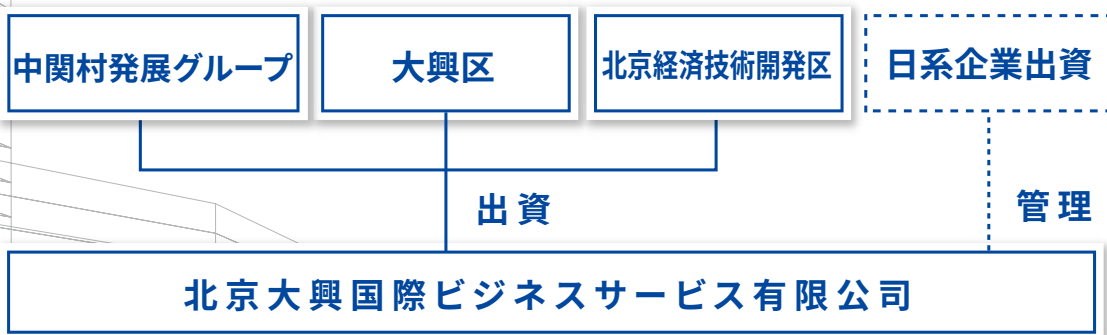 中関村発展グループ
大興区
北京経済技術開発区
日系企業出資
出資
管理
北京大興国際ビジネスサービス有限公司